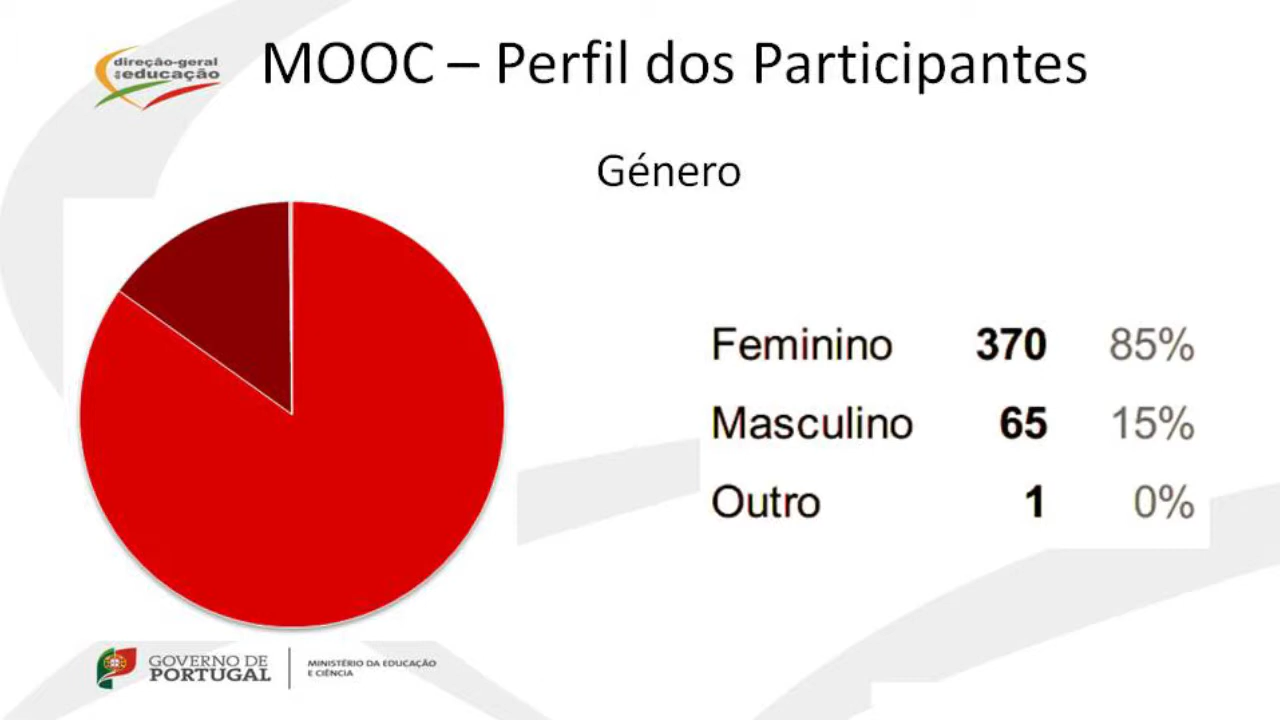 direção-geral
da educação
MOOC – Perfil dos Participantes
Género
Feminino 370 85%
Masculino 65 15%
Outro 1 0%
GOVERNO DE
PORTUGAL
MINISTÉRIO DA EDUCAÇÃO
E CIÊNCIA